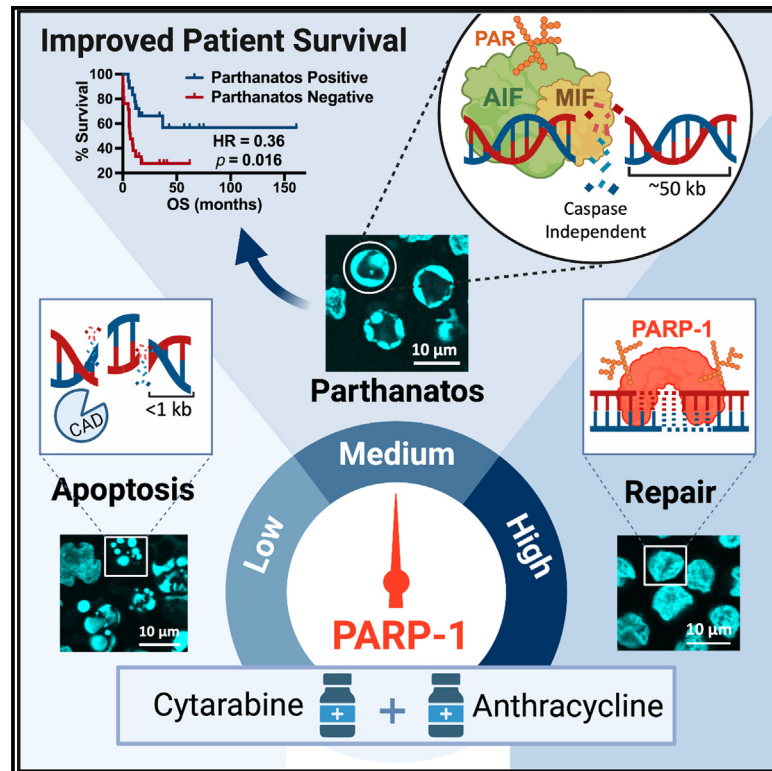 Improved Patient Survival
% Survival
100
80
60
40
20
0
50
100
150
OS (months)
Parthanatos Positive
Parthanatos Negative
HR = 0.36
p = 0.016
PAR
AIF
MIF
~50 kb
Caspase
Independent
10 μm
Parthanatos
CAD
<1 kb
Apoptosis
10 μm
PARP-1
Repair
10 μm
Low
Medium
High
PARP-1
Cytarabine
+
+
+
Anthracycline